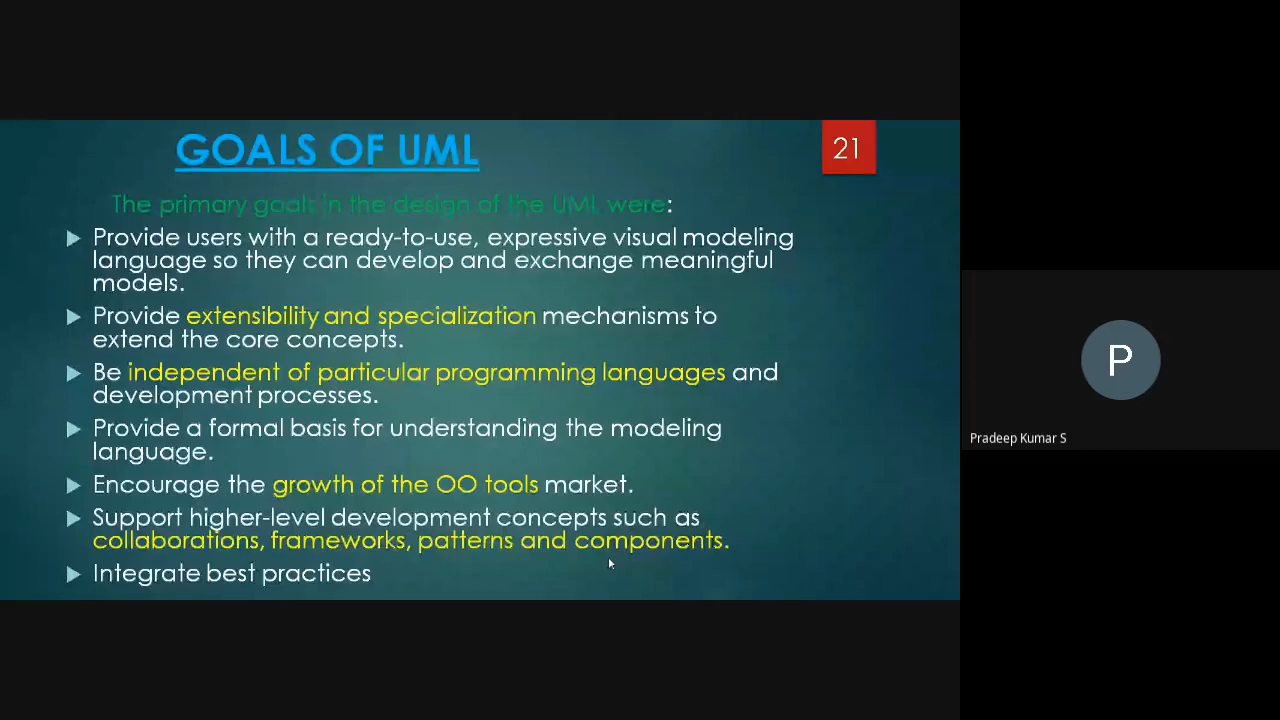 GOALS OF UML
21
The primary goals in the design of the UML were:
Provide users with a ready-to-use, expressive visual modeling
language so they can develop and exchange meaningful
models.
Provide extensibility and specialization mechanisms to
extend the core concepts.
Be independent of particular programming languages and
development processes.
Provide a formal basis for understanding the modeling
language.
Encourage the growth of the OO tools market.
Support higher-level development concepts such as
collaborations, frameworks, patterns and components.
Integrate best practices
P
Pradeep Kumar S